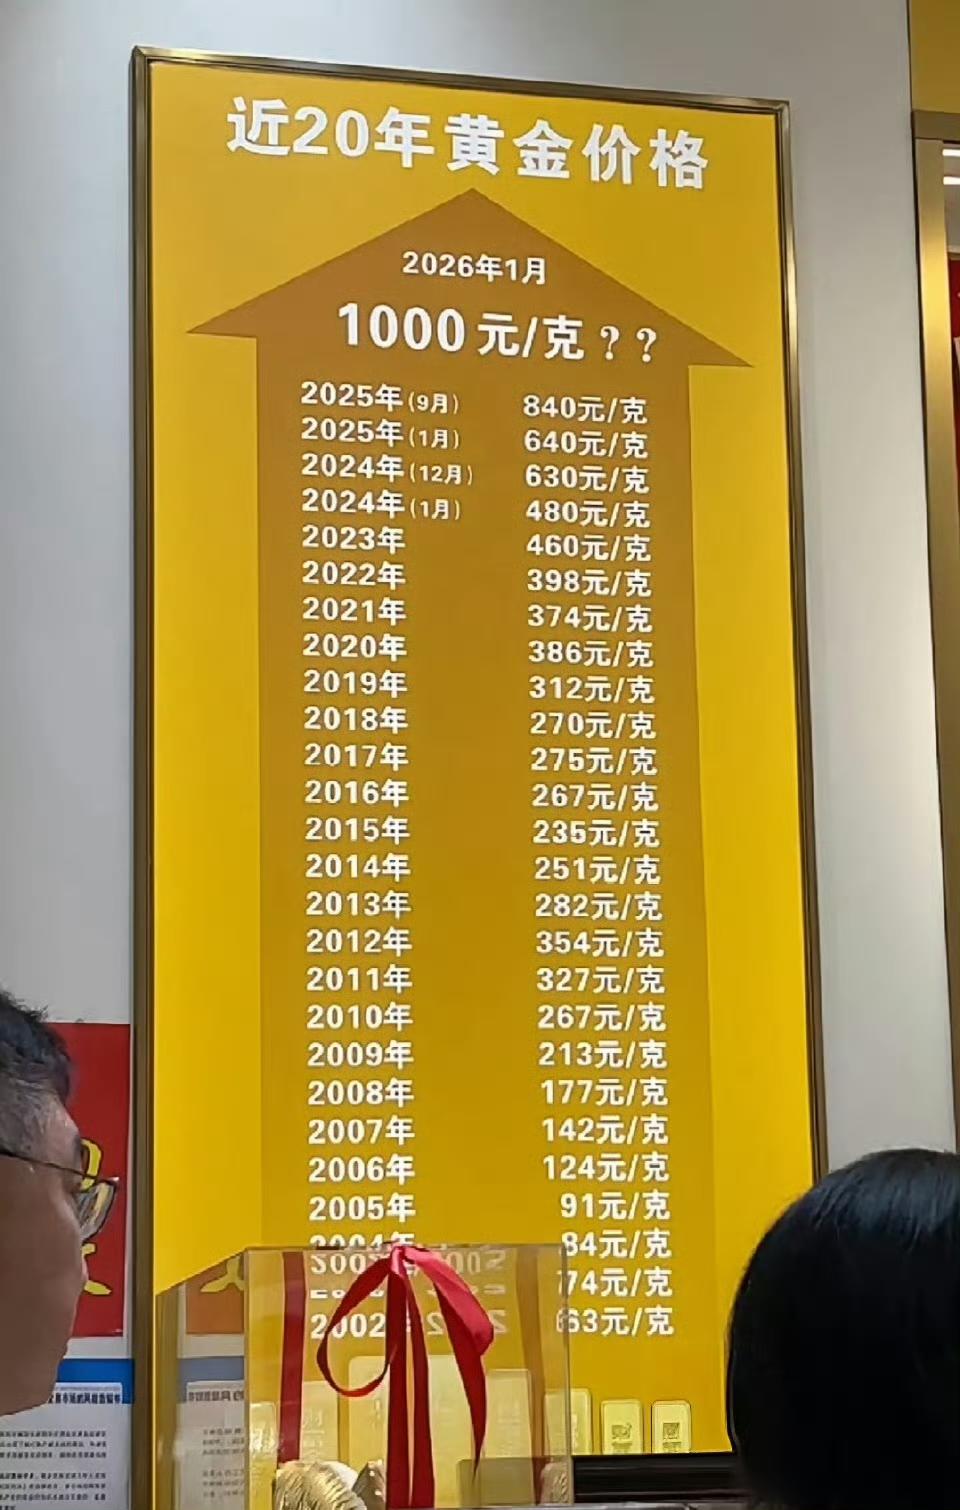 近20年黄金价格
2026年1月
1000元/克??
2025年(9月) 840元/克
2025年(1月) 640元/克
2024年(12月) 630元/克
2024年(1月) 480元/克
2023年 460元/克
2022年 398元/克
2021年 374元/克
2020年 386元/克
2019年 312元/克
2018年 270元/克
2017年 275元/克
2016年 267元/克
2015年 235元/克
2014年 251元/克
2013年 282元/克
2012年 354元/克
2011年 327元/克
2010年 267元/克
2009年 213元/克
2008年 177元/克
2007年 142元/克
2006年 124元/克
2005年 91元/克
2004年 84元/克
74元/克
2002 63元/克